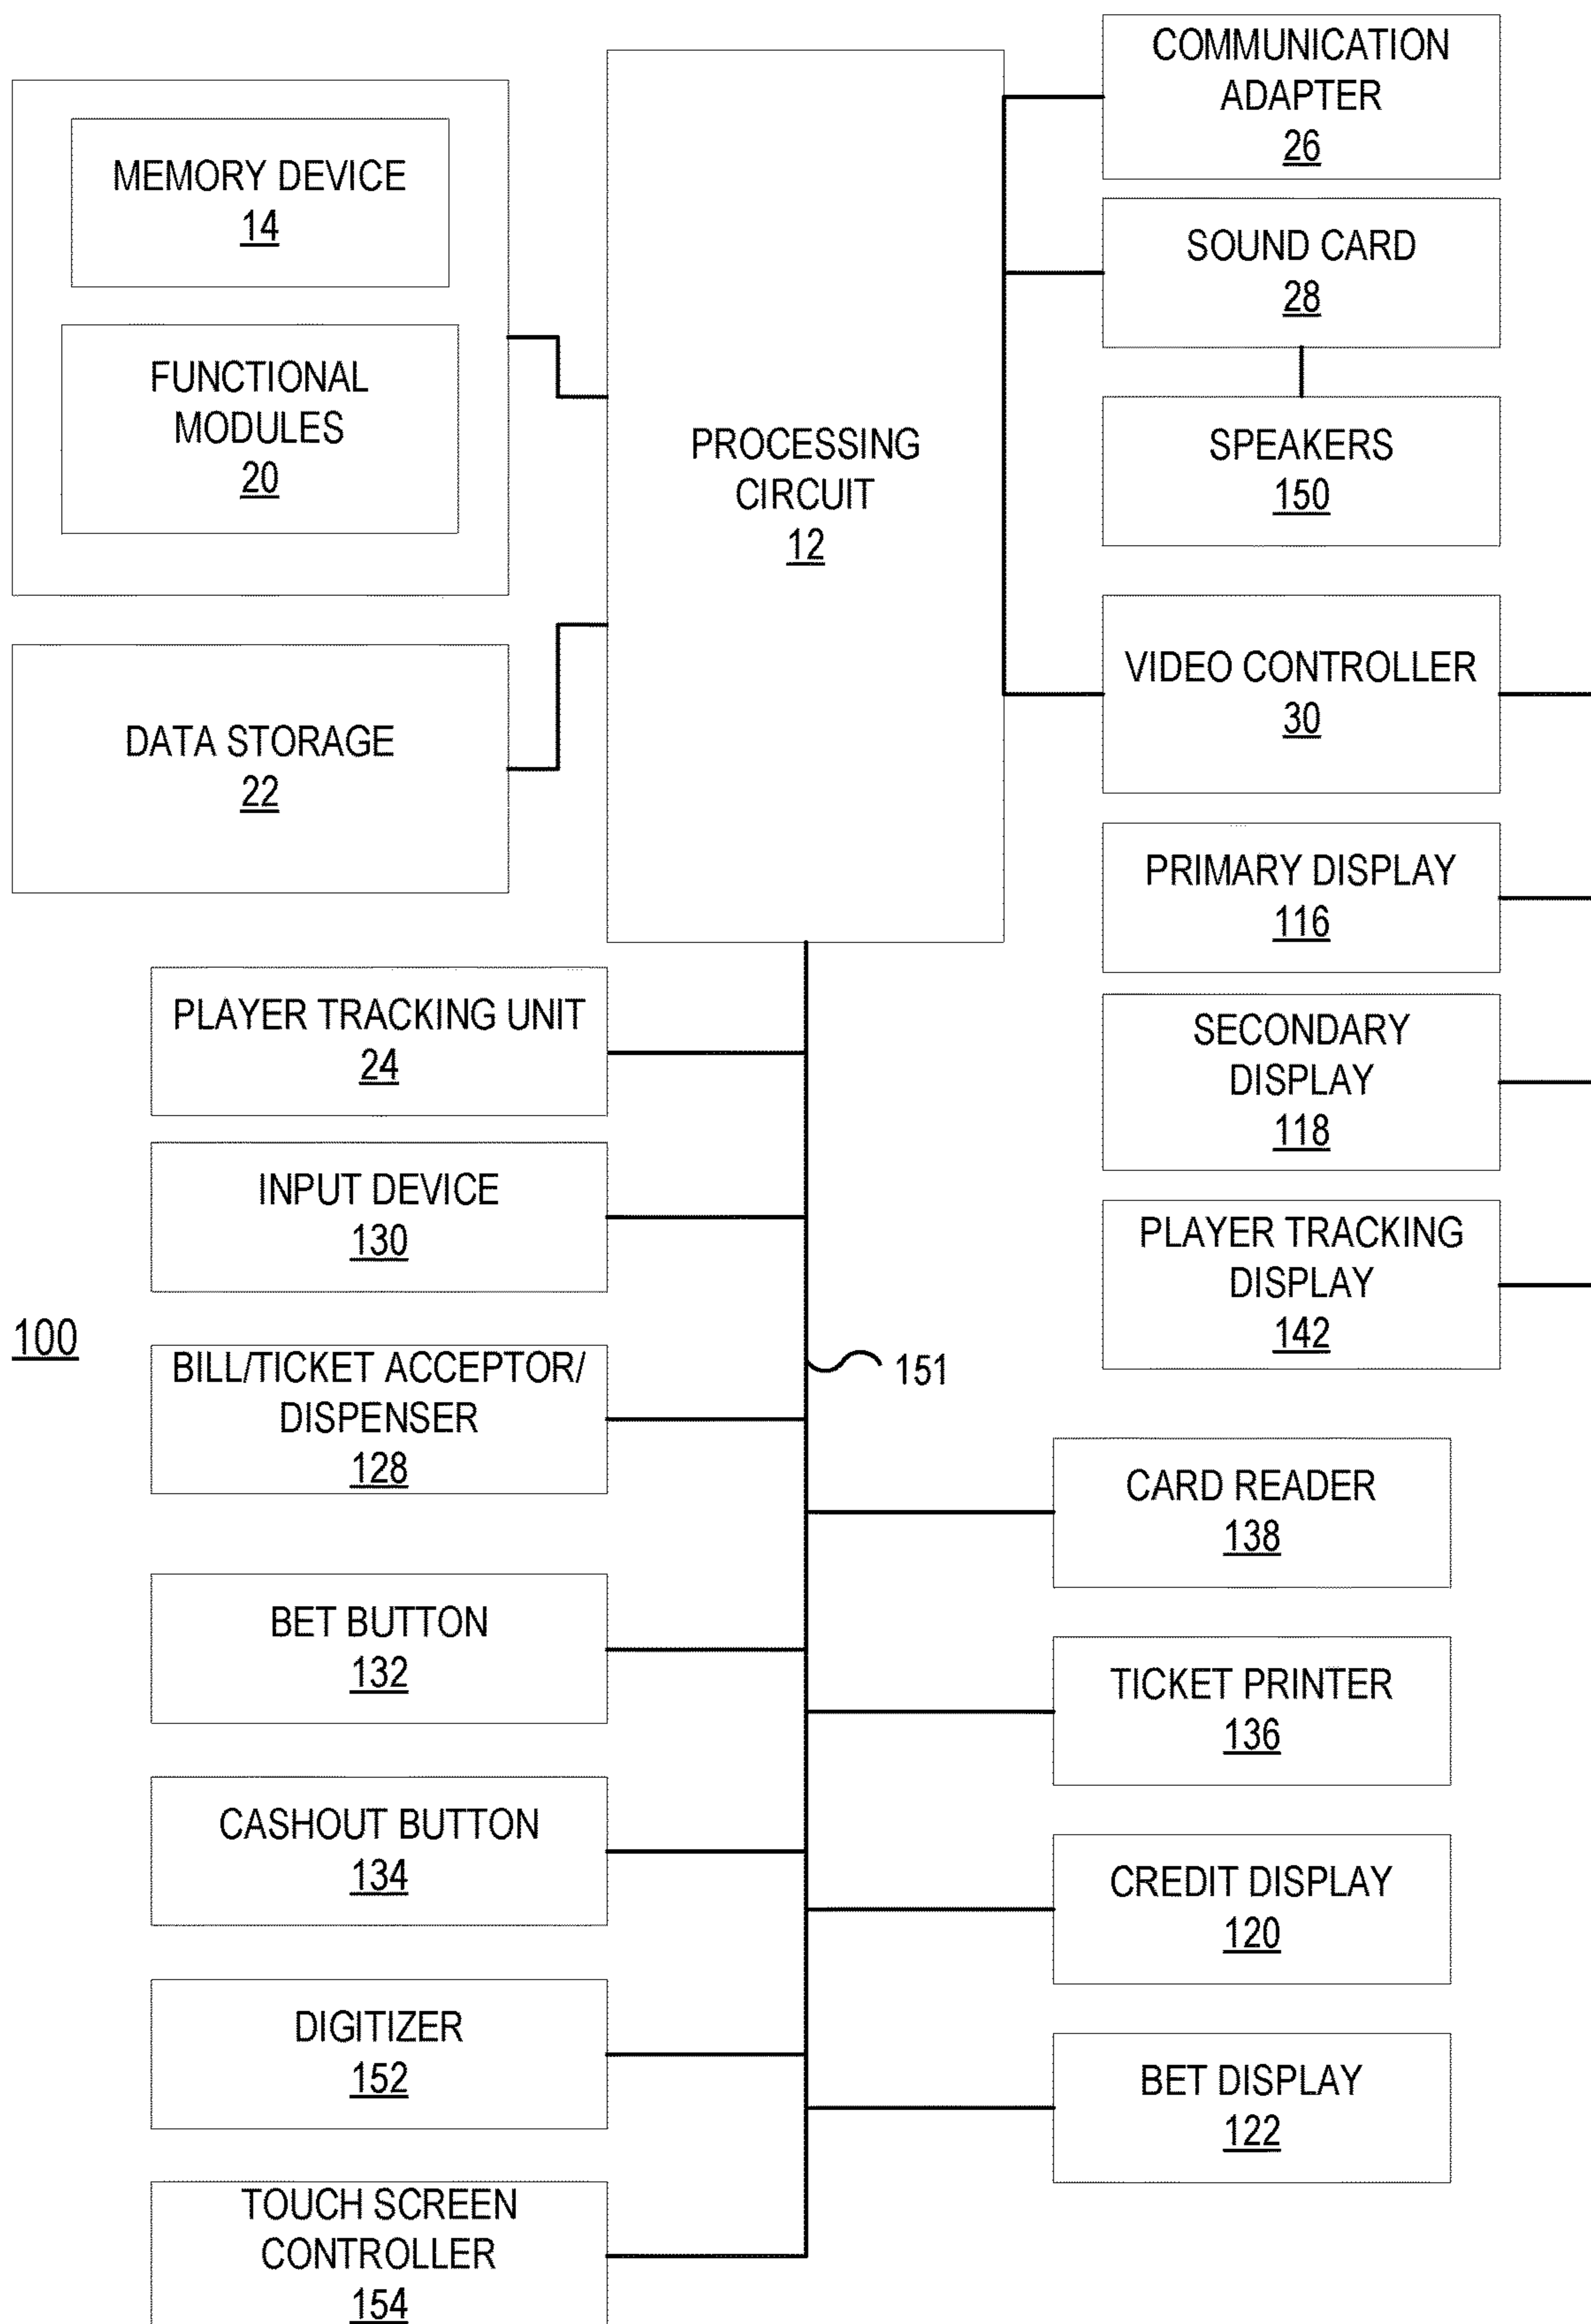 MEMORY DEVICE
14
FUNCTIONAL
MODULES
20
DATA STORAGE
22
PROCESSING
CIRCUIT
12
COMMUNICATION
ADAPTER
26
SOUND CARD
28
SPEAKERS
150
VIDEO CONTROLLER
30
PRIMARY DISPLAY
116
SECONDARY
DISPLAY
118
PLAYER TRACKING
DISPLAY
142
PLAYER TRACKING UNIT
24
INPUT DEVICE
130
100
BILL/TICKET ACCEPTOR/
DISPENSER
128
151
BET BUTTON
132
CASHOUT BUTTON
134
DIGITIZER
152
TOUCH SCREEN
CONTROLLER
154
CARD READER
138
TICKET PRINTER
136
CREDIT DISPLAY
120
BET DISPLAY
122